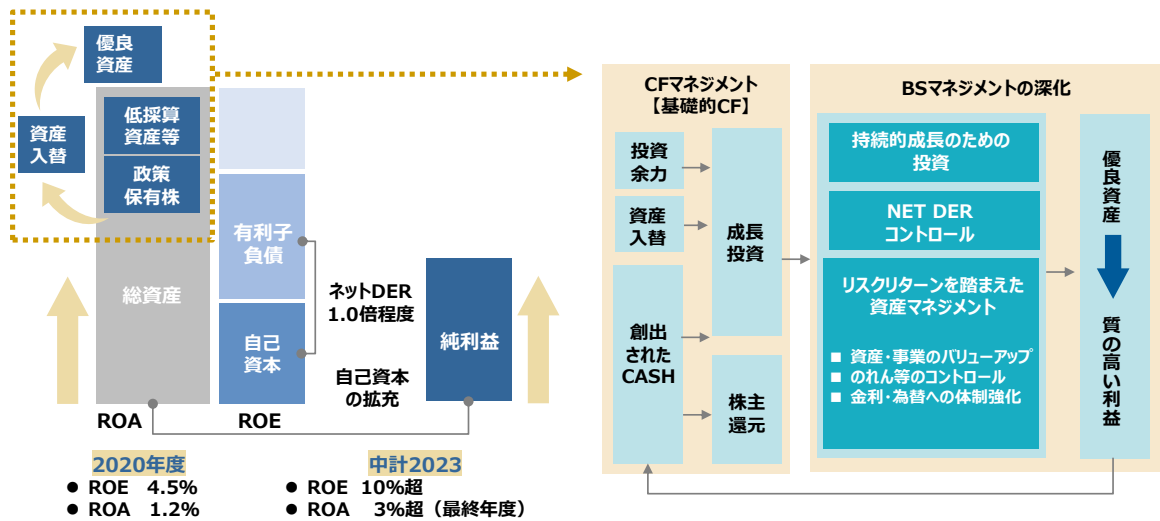 優良
資産
低採算
資産等
資産
入替
政策
保有株
総資産
有利子
負債
自己
資本
ネットDER
1.0倍程度
自己資本
の拡充
純利益
ROA
ROE
2020年度
● ROE 4.5%
● ROA 1.2%
中計2023
● ROE 10%超
● ROA 3%超（最終年度）
CFマネジメント
【基礎的CF】
投資
余力
資産
入替
成長
投資
創出
された
CASH
株主
還元
BSマネジメントの深化
持続的成長のための
投資
NET DER
コントロール
リスクリターンを踏まえた
資産マネジメント
■ 資産・事業のバリューアップ
■ のれん等のコントロール
■ 金利・為替への体制強化
優良資産
質の高い利益